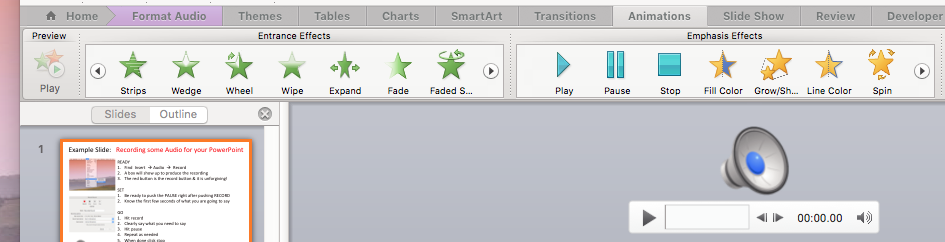 Home Format Audio Themes Tables Charts SmartArt Transitions Animations Slide Show Review Developer
Preview Entrance Effects Emphasis Effects
Play Strips Wedge Wheel Wipe Expand Fade Faded S... Play Pause Stop Fill Color Grow/Sh... Line Color Spin
Slides Outline
1
Example Slide: Recording some Audio for your PowerPoint
READY
1. Find Insert → Audio → Record
2. A box will show up to produce the recording
3. The red button is the record button & it is unforgiving!
SET
1. Be ready to push the PAUSE right after pushing RECORD
2. Know the first few sentences of what you are going to say
GO
1. Hit record
2. Clearly say what you need to say
3. Hit pause
4. Repeat as needed
5. When done click stop
00:00.00